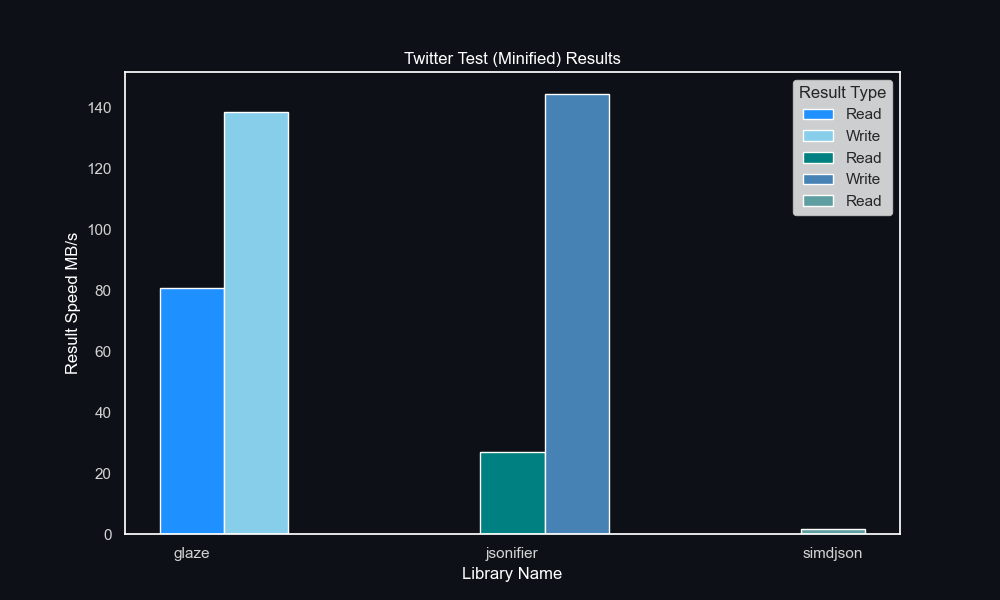 Twitter Test (Minified) Results
Result Type
Read
Write
Read
Write
Read
Result Speed MB/s
140
120
100
80
60
40
20
0
glaze
jsonifier
simdjson
Library Name